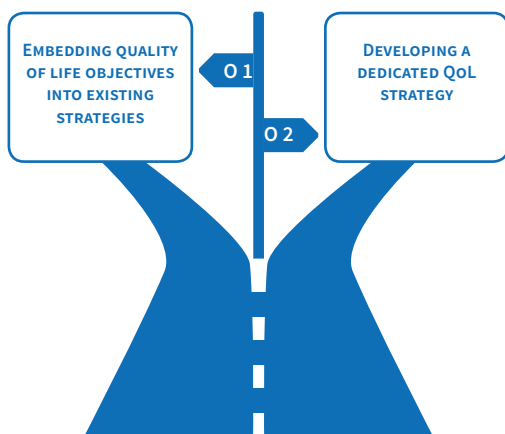 Embedding quality
of life objectives
into existing
strategies
O 1
Developing a
dedicated QoL
strategy
O 2